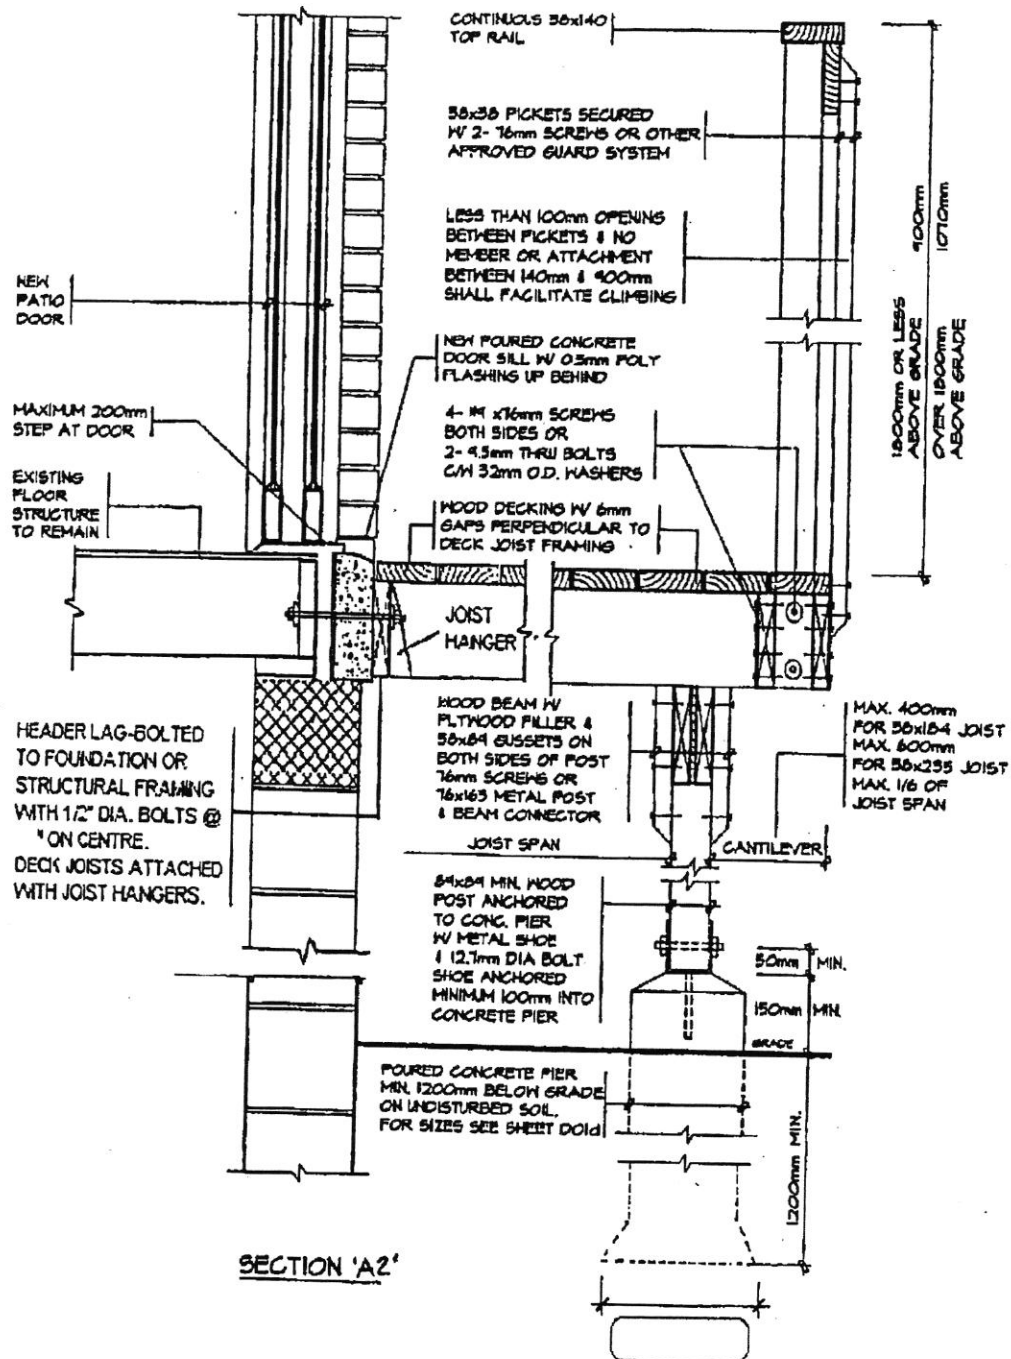 CONTINUOUS 38x140
TOP RAIL
38x38 PICKETS SECURED
W/ 2- 76mm SCREWS OR OTHER
APPROVED GUARD SYSTEM
LESS THAN 100mm OPENING
BETWEEN PICKETS & NO
MEMBER OR ATTACHMENT
BETWEEN 140mm & 900mm
SHALL FACILITATE CLIMBING
900mm
1070mm
1800mm OR LESS
ABOVE GRADE
OVER 1800mm
ABOVE GRADE
NEW
PATIO
DOOR
NEW POURED CONCRETE
DOOR SILL W/ 0.5mm POLY
FLASHING UP BEHIND
MAXIMUM 200mm
STEP AT DOOR
4- #9 x76mm SCREWS
BOTH SIDES OR
2- 9.5mm THRU BOLTS
C/W 32mm O.D. WASHERS
EXISTING
FLOOR
STRUCTURE
TO REMAIN
WOOD DECKING W/ 6mm
GAPS PERPENDICULAR TO
DECK JOIST FRAMING
JOIST
HANGER
WOOD BEAM W/
PLYWOOD FILLER &
38x89 GUSSETS ON
BOTH SIDES OF POST
76mm SCREWS OR
76x163 METAL POST
& BEAM CONNECTOR
MAX. 400mm
FOR 38x184 JOIST
MAX. 600mm
FOR 38x235 JOIST
MAX. 1/6 OF
JOIST SPAN
HEADER LAG-BOLTED
TO FOUNDATION OR
STRUCTURAL FRAMING
WITH 1/2" DIA. BOLTS @
" ON CENTRE.
DECK JOISTS ATTACHED
WITH JOIST HANGERS.
JOIST SPAN
CANTILEVER
89x89 MIN. WOOD
POST ANCHORED
TO CONC. PIER
W/ METAL SHOE
& 12.7mm DIA BOLT
SHOE ANCHORED
MINIMUM 100mm INTO
CONCRETE PIER
50mm MIN.
150mm MIN.
GRADE
POURED CONCRETE PIER
MIN. 1200mm BELOW GRADE
ON UNDISTURBED SOIL.
FOR SIZES SEE SHEET D01d
1200mm MIN.
SECTION 'A2'